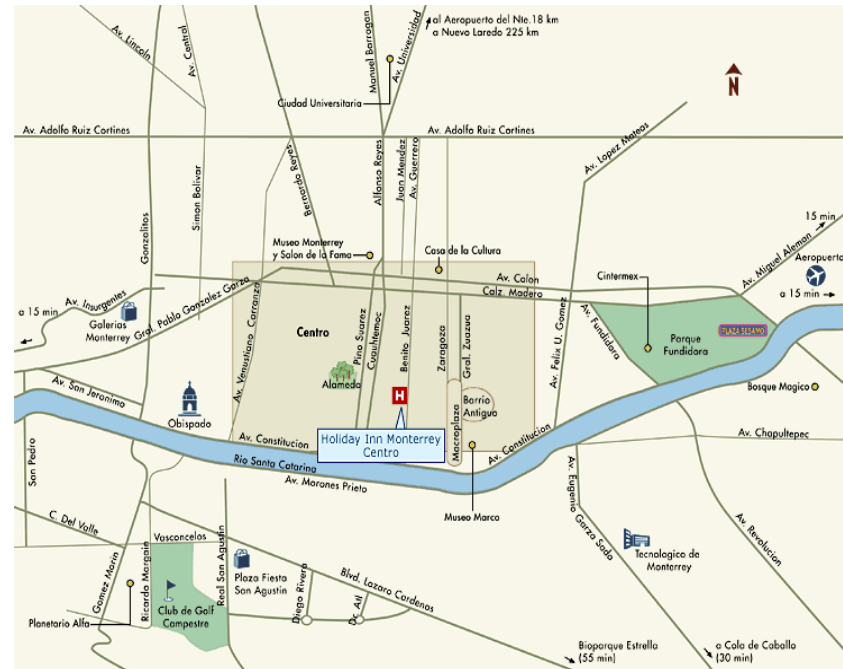 al Aeropuerto del Nte.18 km
a Nuevo Laredo 225 km
Av. Lincoln
Av. Central
Manuel Barragan
Av. Universidad
N
Ciudad Universitaria
Av. Adolfo Ruiz Cortines
Av. Adolfo Ruiz Cortines
Gonzalitos
Simon Bolivar
Bernardo Reyes
Alfonso Reyes
Juan Mendez
Av. Guerrero
Av. Lopez Mateos
Museo Monterrey
y Salon de la Fama
Casa de la Cultura
15 min
Av. Miguel Aleman
Aeropuerto
a 15 min
Av. Colon
Calz. Madero
Cintermex
Av. Insurgentes
a 15 min
Galerias
Monterrey
Gral. Pablo Gonzalez Garza
Av. Venustiano Carranza
Centro
Pino Suarez
Cuauhtemoc
Benito Juarez
Zaragoza
Gral. Zuazua
Av. Felix U. Gomez
Av. Fundidora
Parque
Fundidora
PLAZA SESAMO
Alameda
H
Barrio
Antigua
Macroplaza
Bosque Magico
Av. San Jeronimo
Obispado
Av. Constitucion
Holiday Inn Monterrey
Centro
Av. Constitucion
Av. Chapultepec
Rio Santa Catarina
Av. Morones Prieto
San Pedro
Museo Marco
Av. Eugenio
Garza Sada
Av. Revolucion
C. Del Valle
Vasconcelos
Gomez Morin
Ricardo Margain
Real San Agustin
Plaza Fiesta
San Agustin
Tecnologico de
Monterrey
Blvd. Lazaro Cardenas
Diego Rivera
Dr. Atl
Club de Golf
Campestre
Planetario Alfa
Bioparque Estrella
(55 min)
a Cola de Caballo
(30 min)